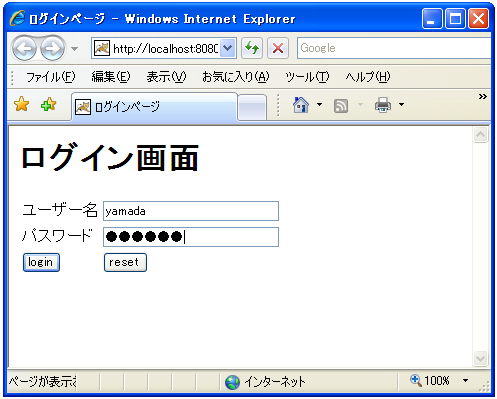 ログインページ - Windows Internet Explorer
http://localhost:8080
Google
ファイル(F) 編集(E) 表示(V) お気に入り(A) ツール(T) ヘルプ(H)
ログインページ
»
ログイン画面
ユーザー名 yamada
パスワード ●●●●●●
login reset
ページが表示さ インターネット 100%